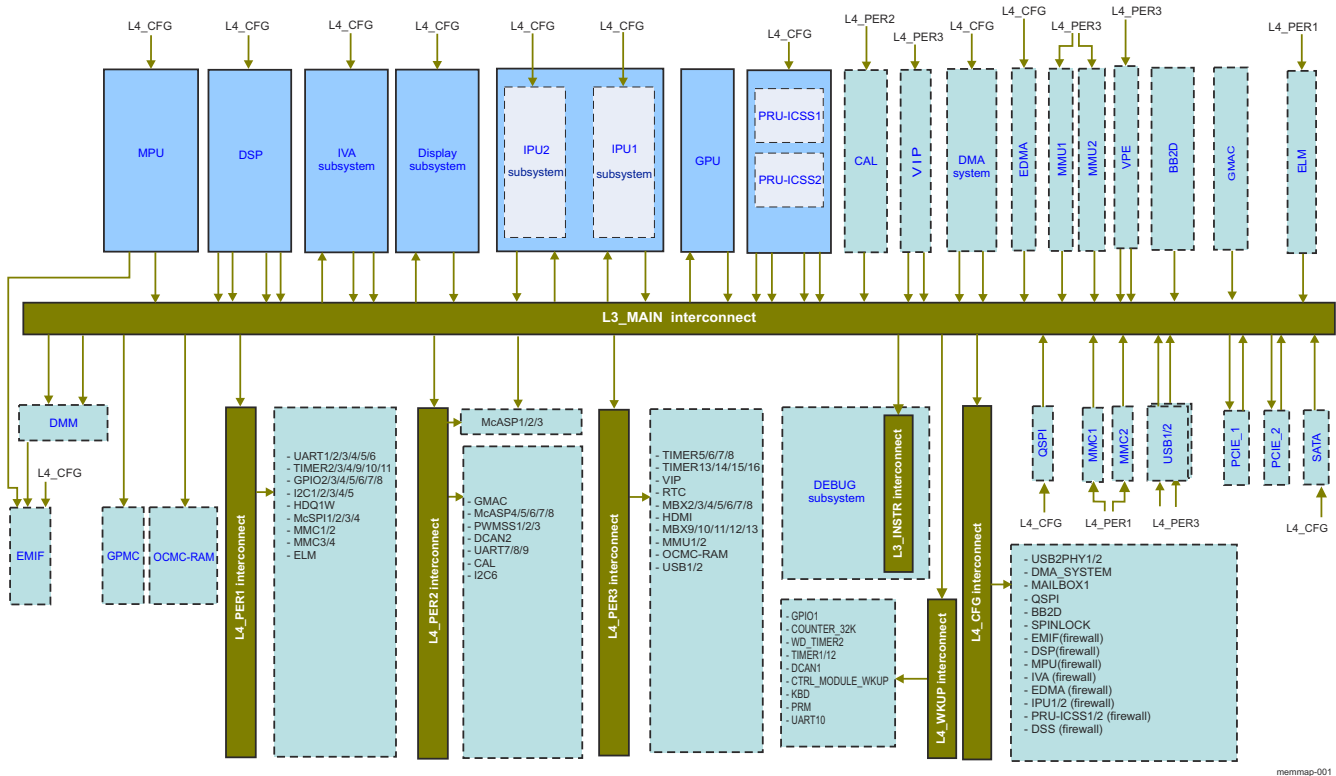 L4_CFG
L4_CFG
L4_CFG
L4_CFG
L4_CFG
L4_CFG
L4_CFG
L4_PER2
L4_PER3
L4_CFG
L4_CFG
L4_PER3
L4_PER3
L4_PER1
MPU
DSP
IVA
subsystem
Display
subsystem
IPU2
subsystem
IPU1
subsystem
GPU
PRU-ICSS1
PRU-ICSS2
CAL
VIP
DMA
system
EDMA
MMU1
MMU2
VPE
BB2D
GMAC
ELM
L3_MAIN interconnect
DMM
L4_CFG
EMIF
GPMC
OCMC-RAM
L4_PER1 interconnect
- UART1/2/3/4/5/6
- TIMER2/3/4/9/10/11
- GPIO2/3/4/5/6/7/8
- I2C1/2/3/4/5
- HDQ1W
- McSPI1/2/3/4
- MMC1/2
- MMC3/4
- ELM
L4_PER2 interconnect
McASP1/2/3
- GMAC
- McASP4/5/6/7/8
- PWMSS1/2/3
- DCAN2
- UART7/8/9
- CAL
- I2C6
L4_PER3 interconnect
- TIMER5/6/7/8
- TIMER13/14/15/16
- VIP
- RTC
- MBX2/3/4/5/6/7/8
- HDMI
- MBX9/10/11/12/13
- MMU1/2
- OCMC-RAM
- USB1/2
DEBUG
subsystem
L3_INSTR interconnect
- GPIO1
- COUNTER_32K
- WD_TIMER2
- TIMER1/12
- DCAN1
- CTRL_MODULE_WKUP
- KBD
- PRM
- UART10
L4_WKUP interconnect
L4_CFG interconnect
QSPI
MMC1
MMC2
USB1/2
PCIE_1
PCIE_2
SATA
L4_CFG
L4_PER1
L4_PER3
L4_CFG
- USB2PHY1/2
- DMA_SYSTEM
- MAILBOX1
- QSPI
- BB2D
- SPINLOCK
- EMIF(firewall)
- DSP(firewall)
- MPU(firewall)
- IVA (firewall)
- EDMA (firewall)
- IPU1/2 (firewall)
- PRU-ICSS1/2 (firewall)
- DSS (firewall)
memmap-001